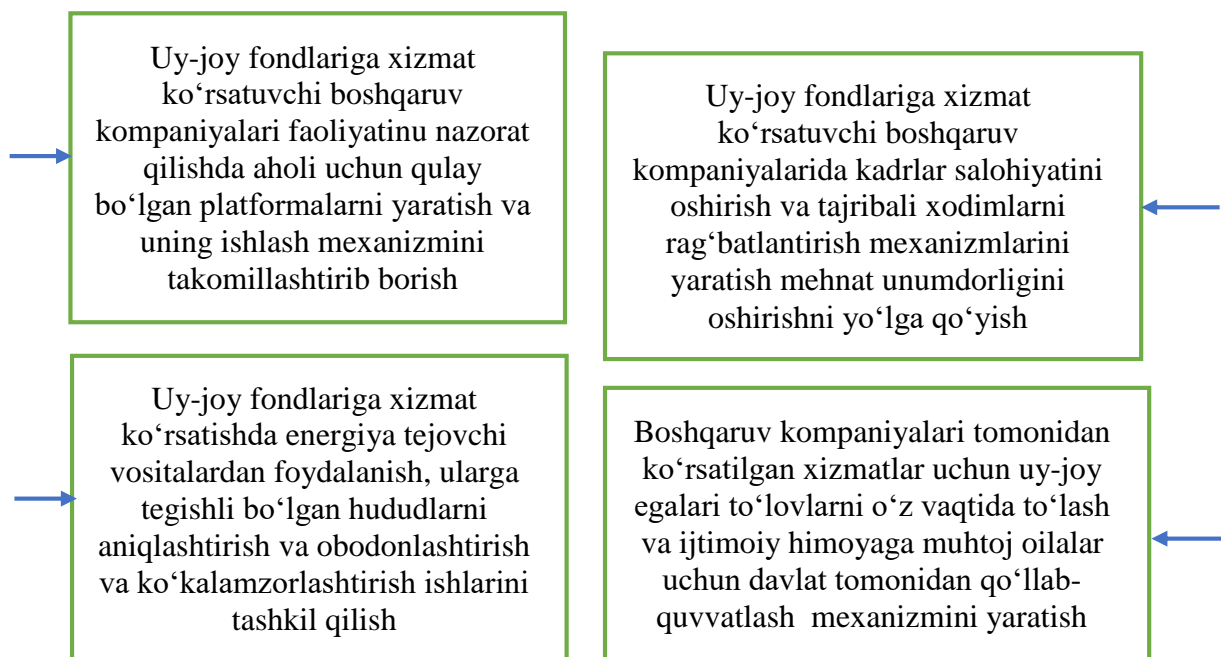 Uy-joy fondlariga xizmat
ko‘rsatuvchi boshqaruv
kompaniyalari faoliyatinu nazorat
qilishda aholi uchun qulay
bo‘lgan platformalarni yaratish va
uning ishlash mexanizmini
takomillashtirib borish
Uy-joy fondlariga xizmat
ko‘rsatuvchi boshqaruv
kompaniyalarida kadrlar salohiyatini
oshirish va tajribali xodimlarni
rag‘batlantirish mexanizmlarini
yaratish mehnat unumdorligini
oshirishni yo‘lga qo‘yish
Uy-joy fondlariga xizmat
ko‘rsatishda energiya tejovchi
vositalardan foydalanish, ularga
tegishli bo‘lgan hududlarni
aniqlashtirish va obodonlashtirish
va ko‘kalamzorlashtirish ishlarini
tashkil qilish
Boshqaruv kompaniyalari tomonidan
ko‘rsatilgan xizmatlar uchun uy-joy
egalari to‘lovlarni o‘z vaqtida to‘lash
va ijtimoiy himoyaga muhtoj oilalar
uchun davlat tomonidan qo‘llab-
quvvatlash mexanizmini yaratish